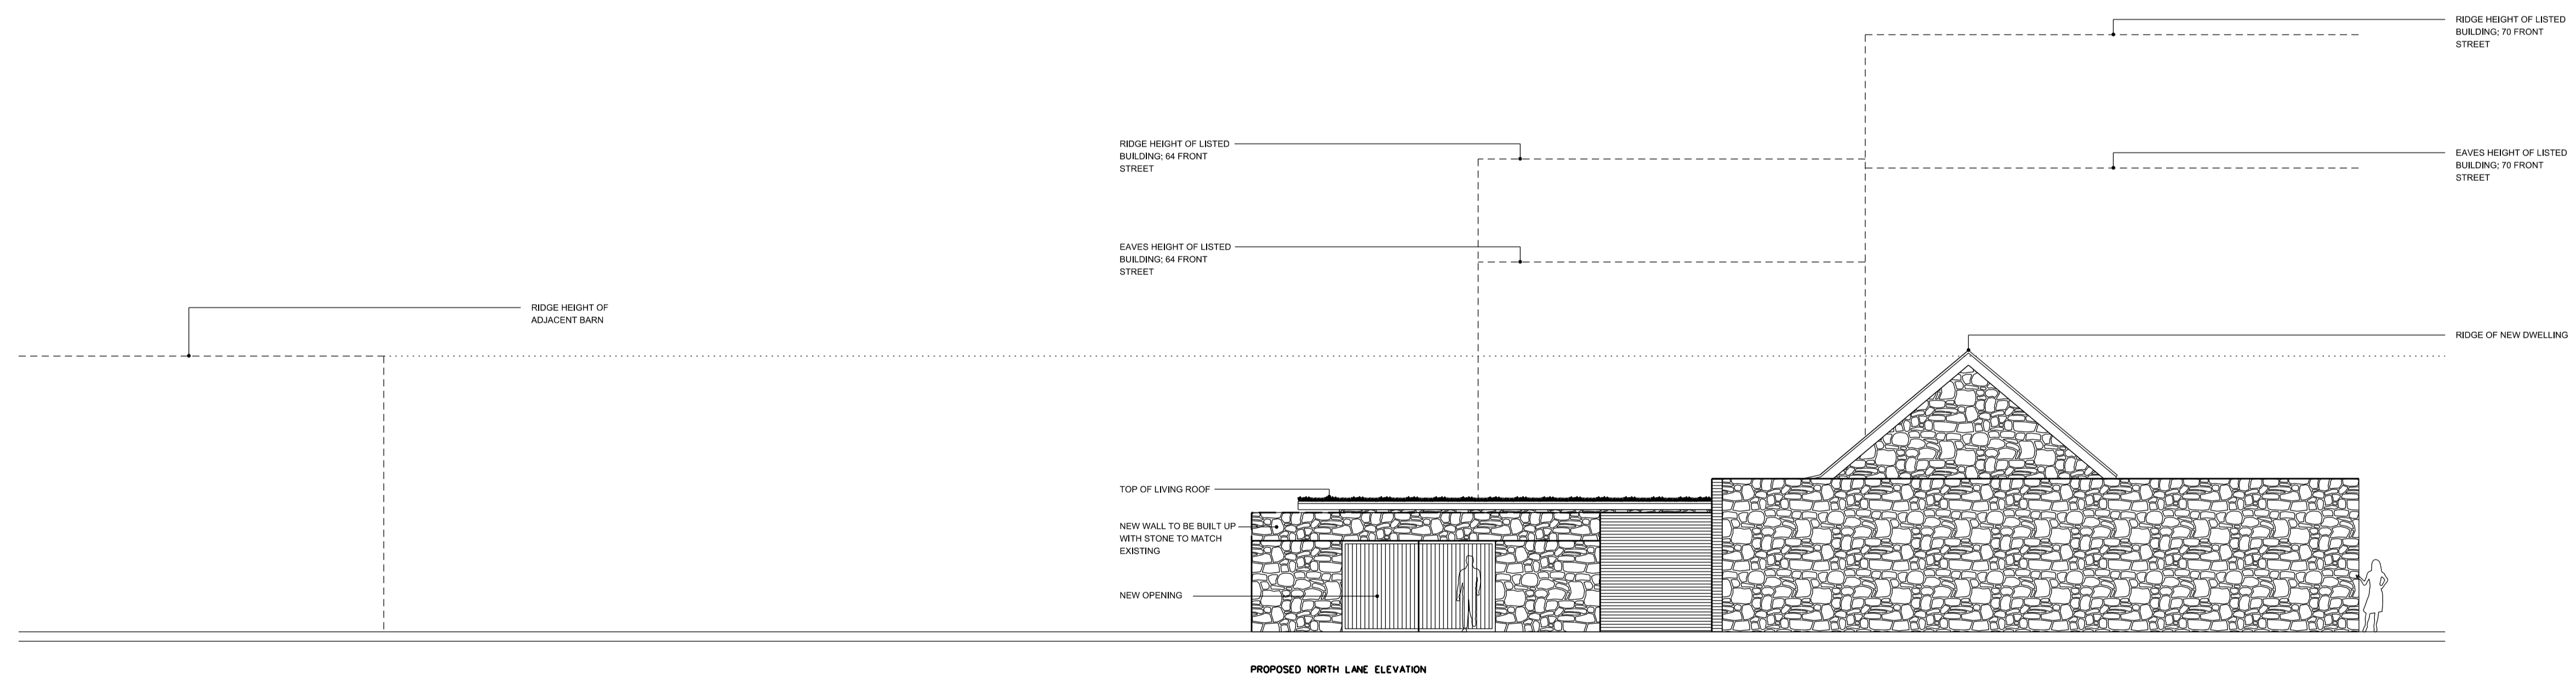 RIDGE HEIGHT OF LISTED
BUILDING; 70 FRONT
STREET
RIDGE HEIGHT OF LISTED
BUILDING; 64 FRONT
STREET
EAVES HEIGHT OF LISTED
BUILDING; 70 FRONT
STREET
EAVES HEIGHT OF LISTED
BUILDING; 64 FRONT
STREET
RIDGE HEIGHT OF
ADJACENT BARN
RIDGE OF NEW DWELLING
TOP OF LIVING ROOF
NEW WALL TO BE BUILT UP
WITH STONE TO MATCH
EXISTING
NEW OPENING
PROPOSED NORTH LANE ELEVATION